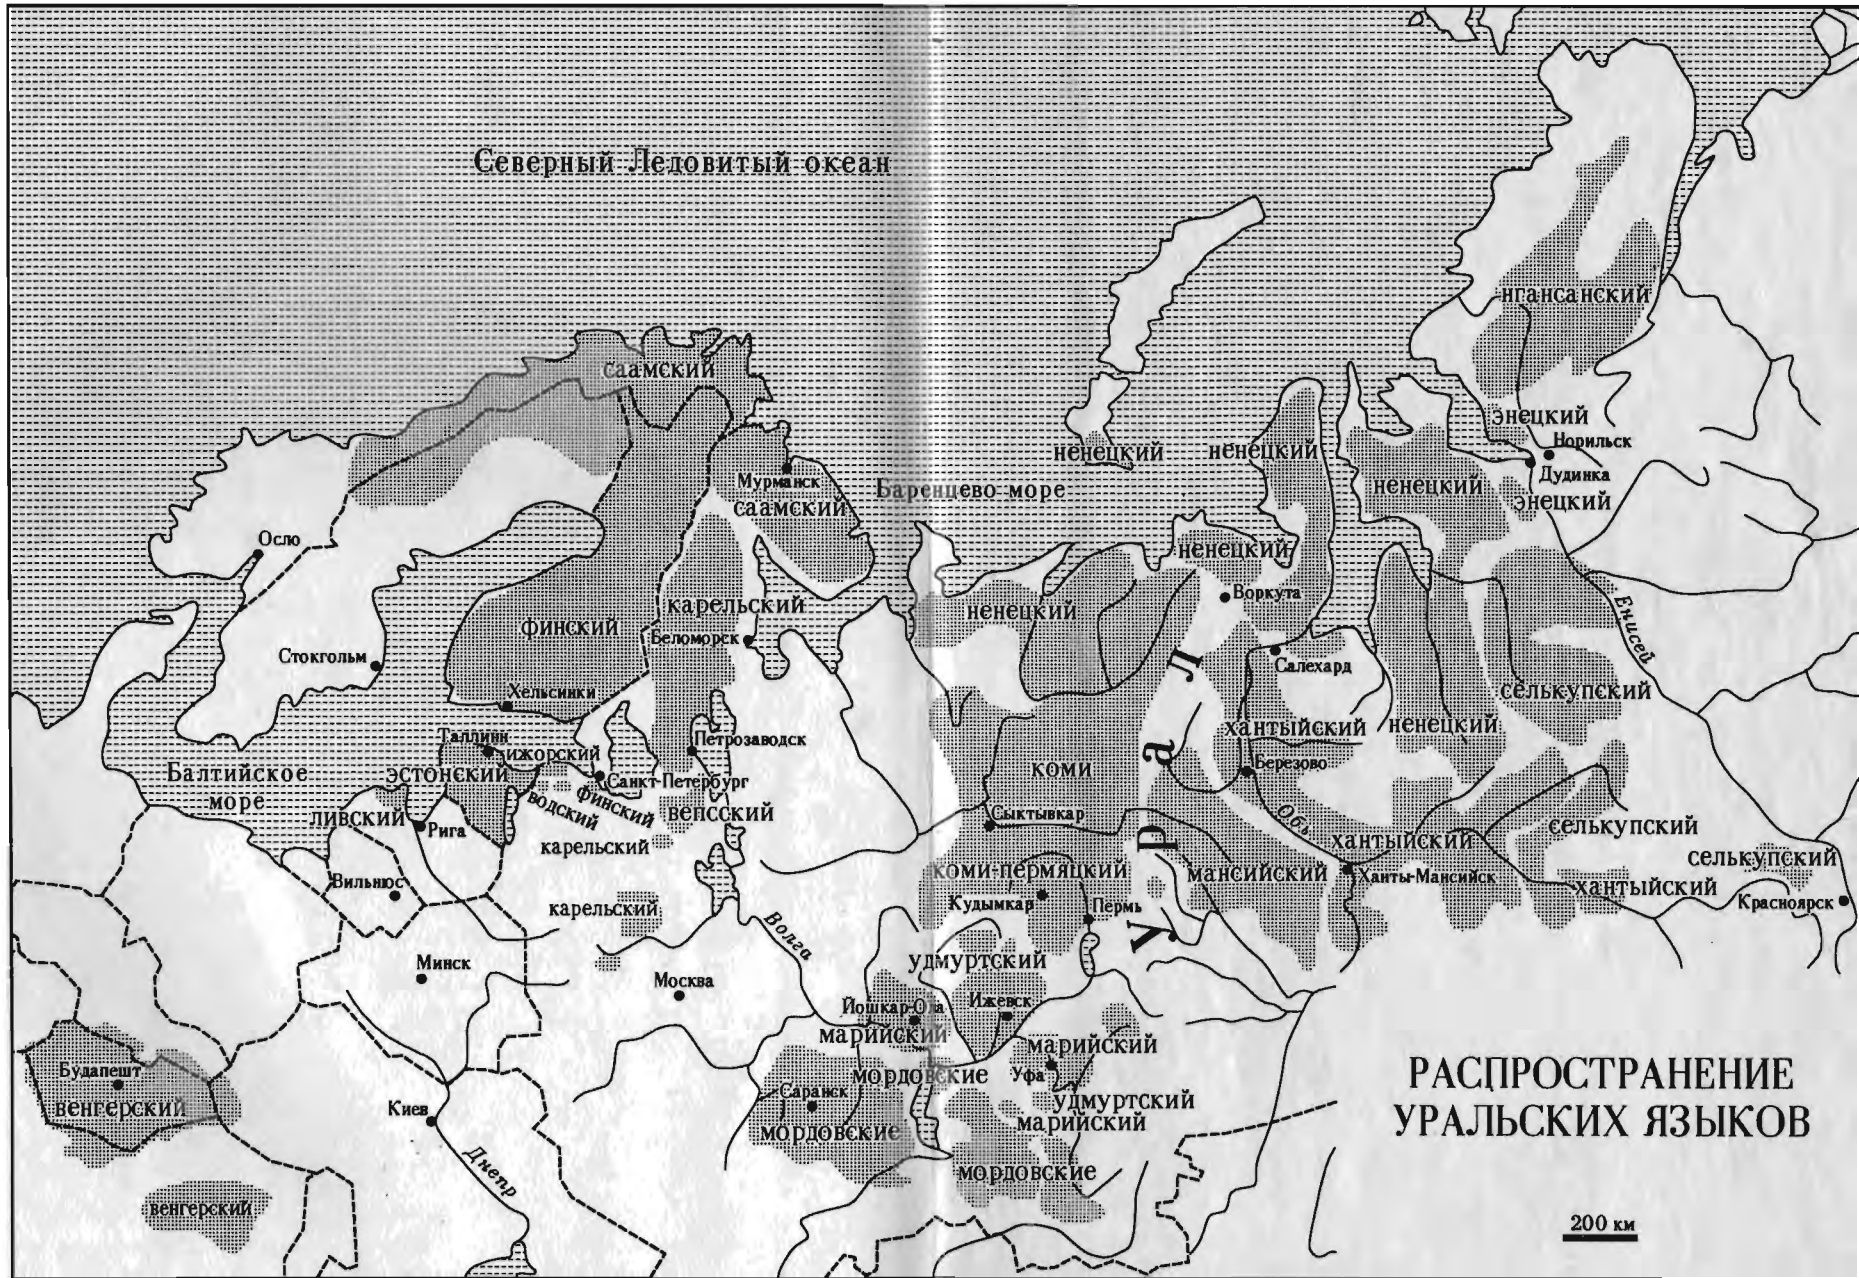 Северный Ледовитый океан
нгансанский
саамский
энецкий
Норильск
Дудинка
энецкий
ненецкий
ненецкий
ненецкий
Мурманск
саамский
Баренцево море
Осло
ненецкий
Воркута
карельский
ненецкий
Енисей
финский
Беломорск
Стокгольм
Салехард
Хельсинки
селькупский
Урал
Таллинн
ижорский
Петрозаводск
хантыйский
ненецкий
Балтийское
море
эстонский
Санкт-Петербург
коми
Березово
водский
финский
вепсский
ливский
Рига
Сыктывкар
Обь
хантыйский
селькупский
карельский
Вильнюс
коми-пермяцкий
мансийский
Ханты-Мансийск
хантыйский
селькупский
Красноярск
карельский
Кудымкар
Пермь
Волга
Минск
Москва
удмуртский
Йошкар-Ола
Ижевск
марийский
марийский
Будапешт
венгерский
Киев
мордовские
Саранск
Уфа
удмуртский
марийский
мордовские
Днепр
мордовские
венгерский
РАСПРОСТРАНЕНИЕ
УРАЛЬСКИХ ЯЗЫКОВ
200 км